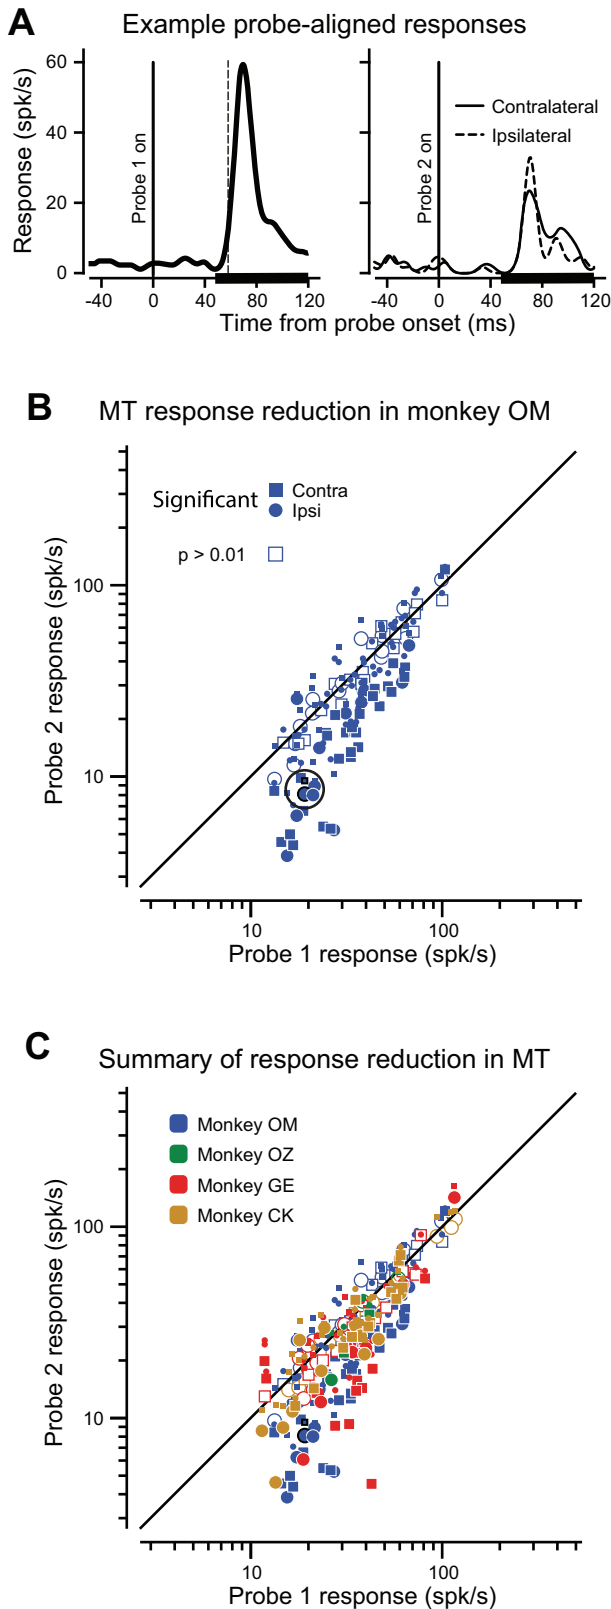 A
Example probe-aligned responses
Response (spk/s)
60
40
20
0
Probe 1 on
Probe 2 on
Contralateral
Ipsilateral
-40 0 40 80 120
-40 0 40 80 120
Time from probe onset (ms)
B
MT response reduction in monkey OM
Significant
Contra
Ipsi
p > 0.01
Probe 2 response (spk/s)
100
10
10 100
Probe 1 response (spk/s)
C
Summary of response reduction in MT
Monkey OM
Monkey OZ
Monkey GE
Monkey CK
Probe 2 response (spk/s)
100
10
10 100
Probe 1 response (spk/s)